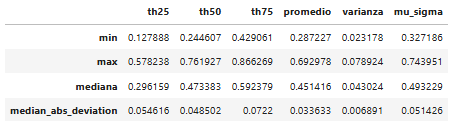 th25 th50 th75 promedio varianza mu_sigma
min 0.127888 0.244607 0.429061 0.287227 0.023178 0.327186
max 0.578238 0.761927 0.866269 0.692978 0.078924 0.743951
mediana 0.296159 0.473383 0.592379 0.451416 0.043024 0.493229
median_abs_deviation 0.054616 0.048502 0.0722 0.033633 0.006891 0.051426